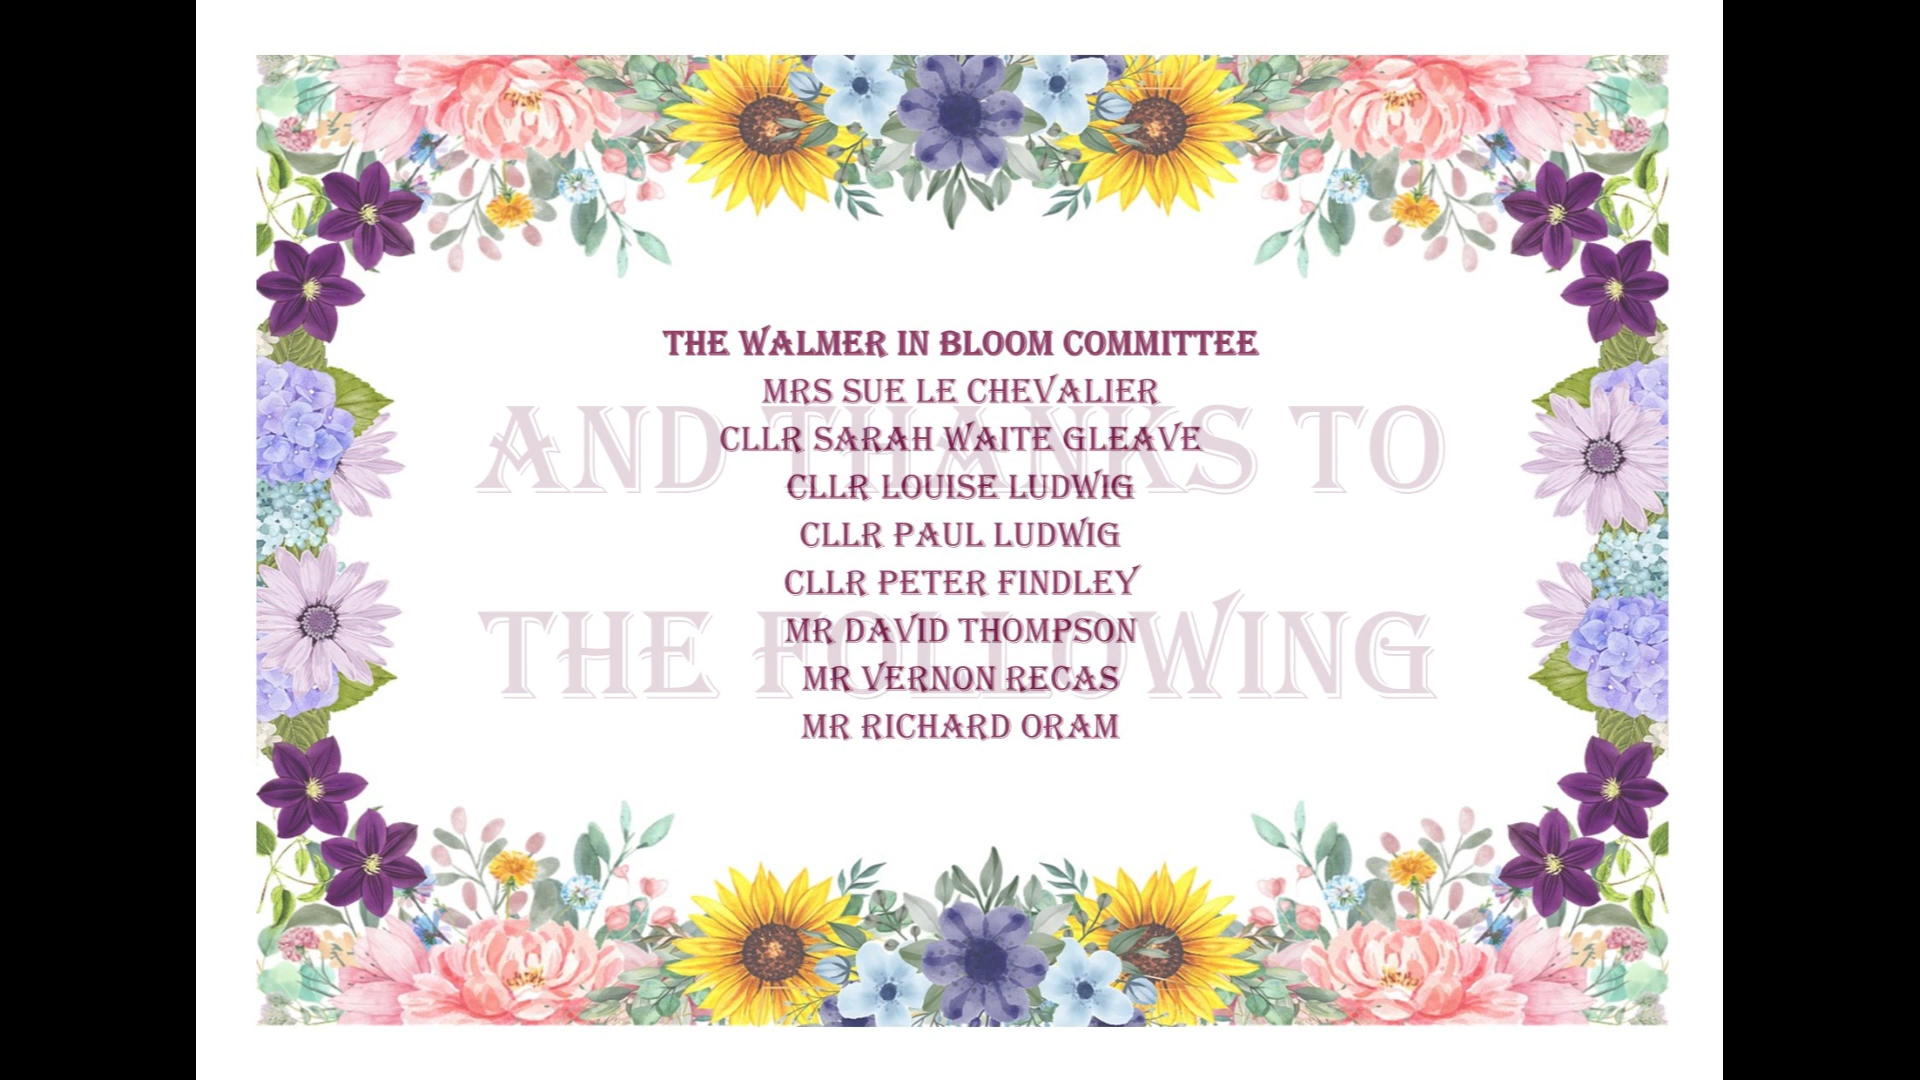 THE WALMER IN BLOOM COMMITTEE
MRS SUE LE CHEVALIER
CLLR SARAH WAITE GLEAVE
CLLR LOUISE LUDWIG
CLLR PAUL LUDWIG
CLLR PETER FINDLEY
MR DAVID THOMPSON
MR VERNON RECAS
MR RICHARD ORAM
AND THANKS TO
THE FOLLOWING